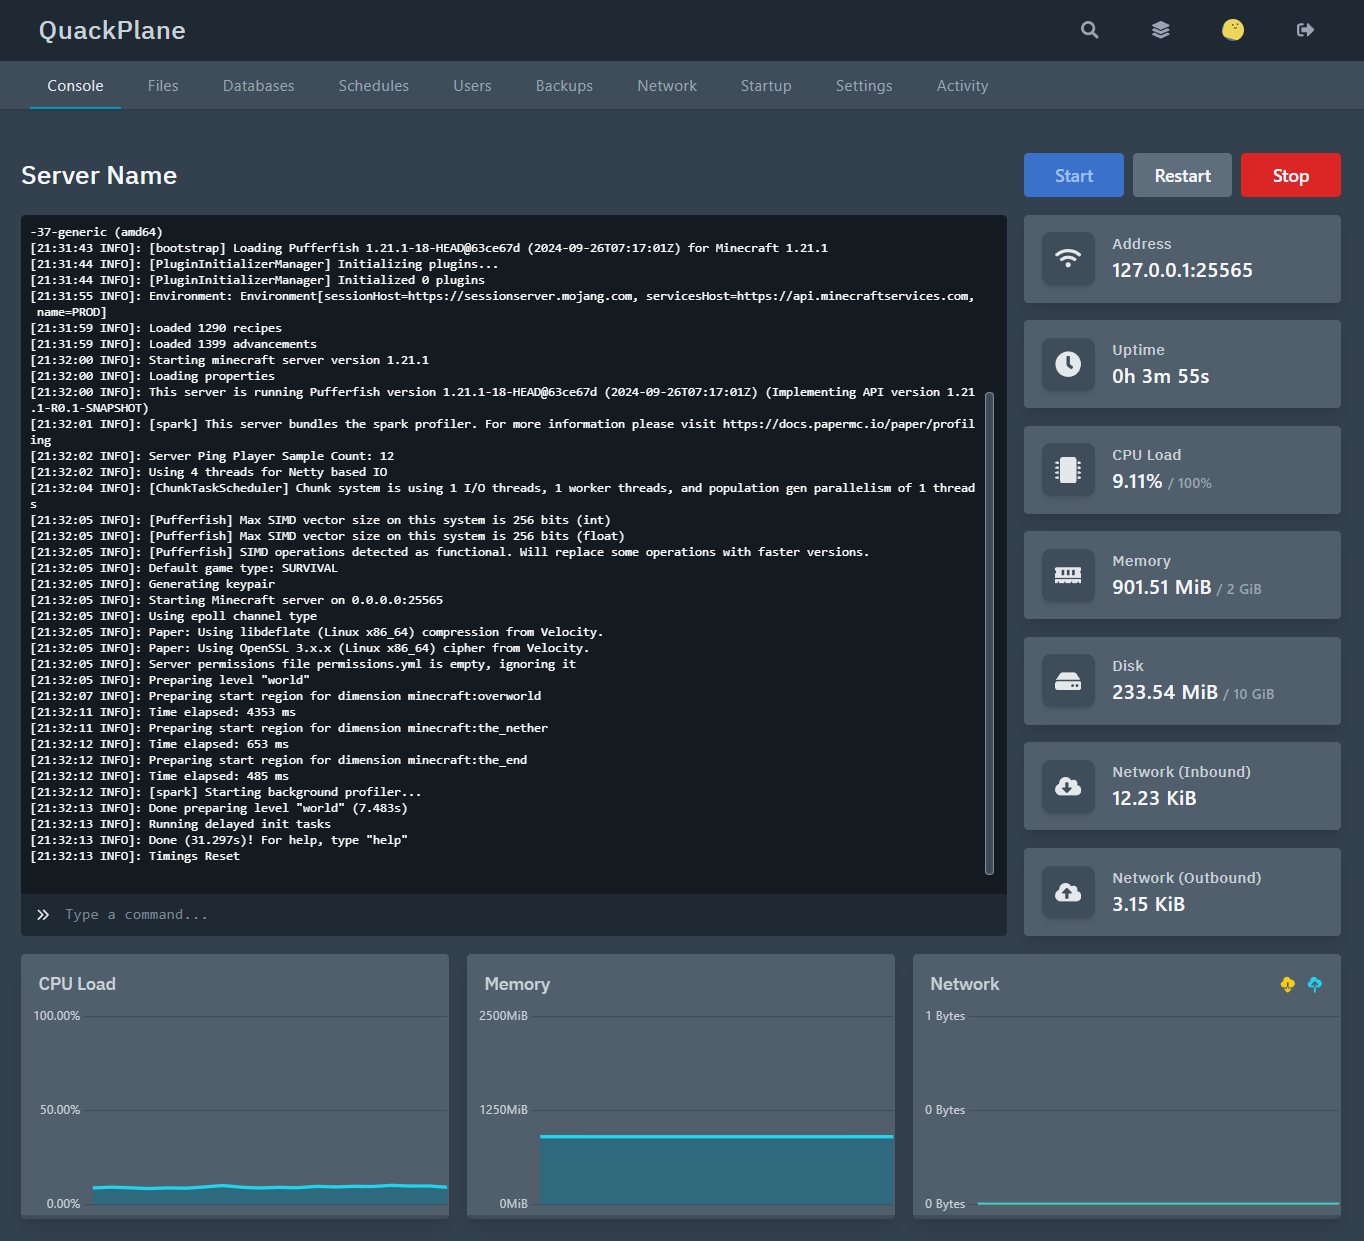 QuackPlane
Console Files Databases Schedules Users Backups Network Startup Settings Activity
Server Name
Start Restart Stop
-37-generic (amd64)
[21:31:43 INFO]: [bootstrap] Loading Pufferfish 1.21.1-18-HEAD@63ce67d (2024-09-26T07:17:01Z) for Minecraft 1.21.1
[21:31:44 INFO]: [PluginInitializerManager] Initializing plugins...
[21:31:44 INFO]: [PluginInitializerManager] Initialized 0 plugins
[21:31:55 INFO]: Environment: Environment[sessionHost=https://sessionserver.mojang.com, servicesHost=https://api.minecraftservices.com,
name=PROD]
[21:31:59 INFO]: Loaded 1290 recipes
[21:31:59 INFO]: Loaded 1399 advancements
[21:32:00 INFO]: Starting minecraft server version 1.21.1
[21:32:00 INFO]: Loading properties
[21:32:00 INFO]: This server is running Pufferfish version 1.21.1-18-HEAD@63ce67d (2024-09-26T07:17:01Z) (Implementing API version 1.21
.1-R0.1-SNAPSHOT)
[21:32:01 INFO]: [spark] This server bundles the spark profiler. For more information please visit https://docs.papermc.io/paper/profil
ing
[21:32:02 INFO]: Server Ping Player Sample Count: 12
[21:32:02 INFO]: Using 4 threads for Netty based IO
[21:32:04 INFO]: [ChunkTaskScheduler] Chunk system is using 1 I/O threads, 1 worker threads, and population gen parallelism of 1 thread
s
[21:32:05 INFO]: [Pufferfish] Max SIMD vector size on this system is 256 bits (int)
[21:32:05 INFO]: [Pufferfish] Max SIMD vector size on this system is 256 bits (float)
[21:32:05 INFO]: [Pufferfish] SIMD operations detected as functional. Will replace some operations with faster versions.
[21:32:05 INFO]: Default game type: SURVIVAL
[21:32:05 INFO]: Generating keypair
[21:32:05 INFO]: Starting Minecraft server on 0.0.0.0:25565
[21:32:05 INFO]: Using epoll channel type
[21:32:05 INFO]: Paper: Using libdeflate (Linux x86_64) compression from Velocity.
[21:32:05 INFO]: Paper: Using OpenSSL 3.x.x (Linux x86_64) cipher from Velocity.
[21:32:05 INFO]: Server permissions file permissions.yml is empty, ignoring it
[21:32:05 INFO]: Preparing level "world"
[21:32:07 INFO]: Preparing start region for dimension minecraft:overworld
[21:32:11 INFO]: Time elapsed: 4353 ms
[21:32:11 INFO]: Preparing start region for dimension minecraft:the_nether
[21:32:12 INFO]: Time elapsed: 653 ms
[21:32:12 INFO]: Preparing start region for dimension minecraft:the_end
[21:32:12 INFO]: Time elapsed: 485 ms
[21:32:12 INFO]: [spark] Starting background profiler...
[21:32:13 INFO]: Done preparing level "world" (7.483s)
[21:32:13 INFO]: Running delayed init tasks
[21:32:13 INFO]: Done (31.297s)! For help, type "help"
[21:32:13 INFO]: Timings Reset
Type a command...
Address
127.0.0.1:25565
Uptime
0h 3m 55s
CPU Load
9.11% / 100%
Memory
901.51 MiB / 2 GiB
Disk
233.54 MiB / 10 GiB
Network (Inbound)
12.23 KiB
Network (Outbound)
3.15 KiB
CPU Load
100.00%
50.00%
0.00%
Memory
2500MiB
1250MiB
0MiB
Network
1 Bytes
0 Bytes
0 Bytes